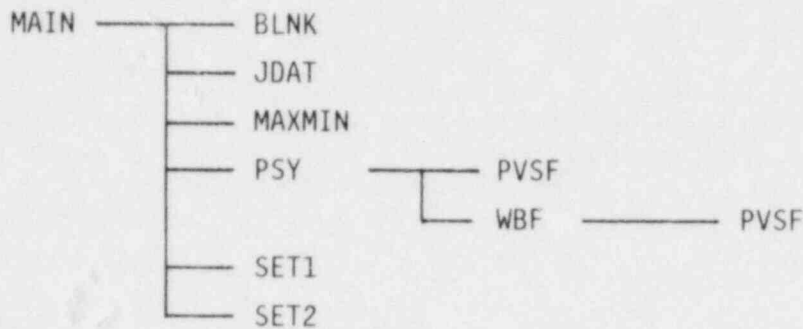 MAIN BLNK
JDAT
MAXMIN
PSY PVSF
WBF PVSF
SET1
SET2